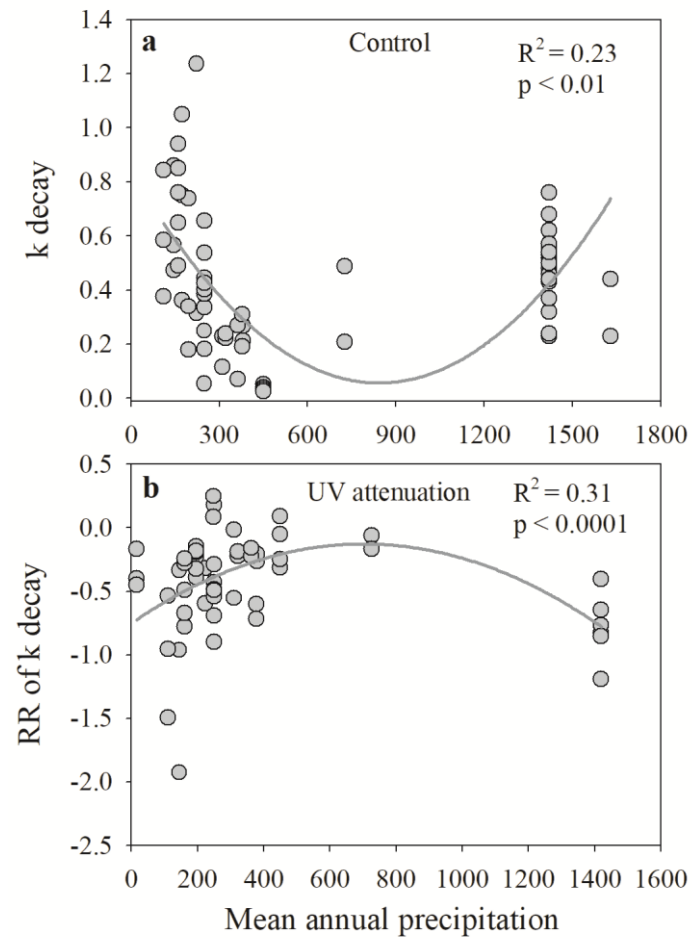 a
Control
R² = 0.23
p < 0.01
1.4
1.2
1.0
0.8
0.6
0.4
0.2
0.0
k decay
0 300 600 900 1200 1500 1800
b
UV attenuation
R² = 0.31
p < 0.0001
0.5
0.0
-0.5
-1.0
-1.5
-2.0
-2.5
RR of k decay
0 200 400 600 800 1000 1200 1400 1600
Mean annual precipitation